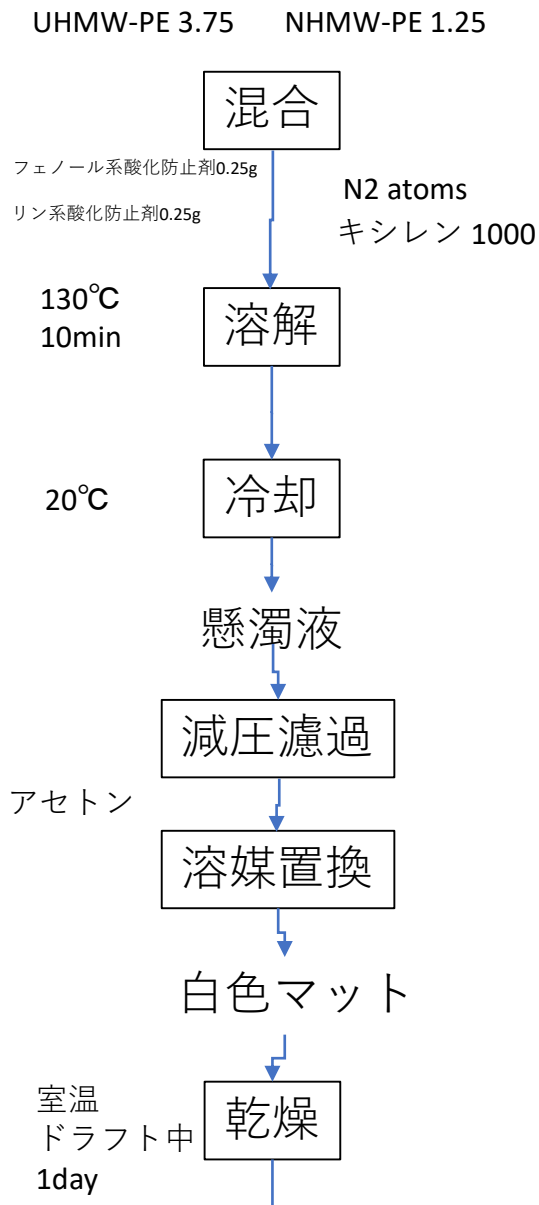 UHMW-PE 3.75 NHMW-PE 1.25
混合
フェノール系酸化防止剤0.25g
リン系酸化防止剤0.25g
N2 atoms
キシレン 1000
130℃
10min
溶解
20℃
冷却
懸濁液
減圧濾過
アセトン
溶媒置換
白色マット
室温
ドラフト中
1day
乾燥